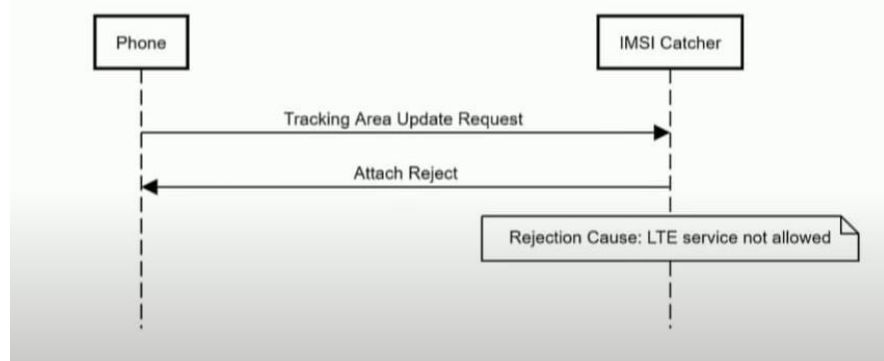 Phone
IMSI Catcher
Tracking Area Update Request
Attach Reject
Rejection Cause: LTE service not allowed